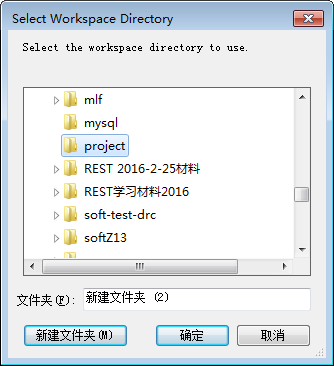 Select Workspace Directory
Select the workspace directory to use.
mlf
mysql
project
REST 2016-2-25材料
REST学习材料2016
soft-test-drc
softZ13
文件夹(F):
新建文件夹 (2)
新建文件夹(M)
确定
取消